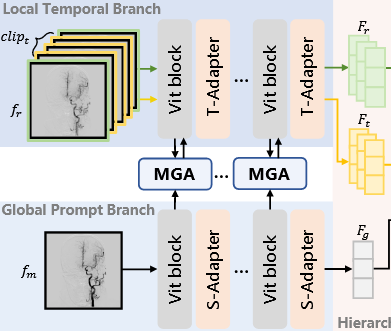 Local Temporal Branch
clip_t
f_r
Vit block
T-Adapter
...
Vit block
T-Adapter
F_r
F_t
MGA
...
MGA
Global Prompt Branch
f_m
Vit block
S-Adapter
...
Vit block
S-Adapter
F_g
Hierarch